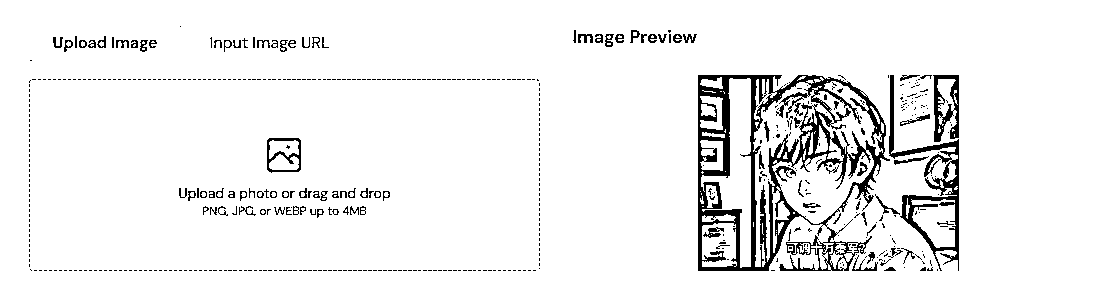 Upload Image
Input Image URL
Image Preview
Upload a photo or drag and drop
PNG, JPG, or WEBP up to 4MB